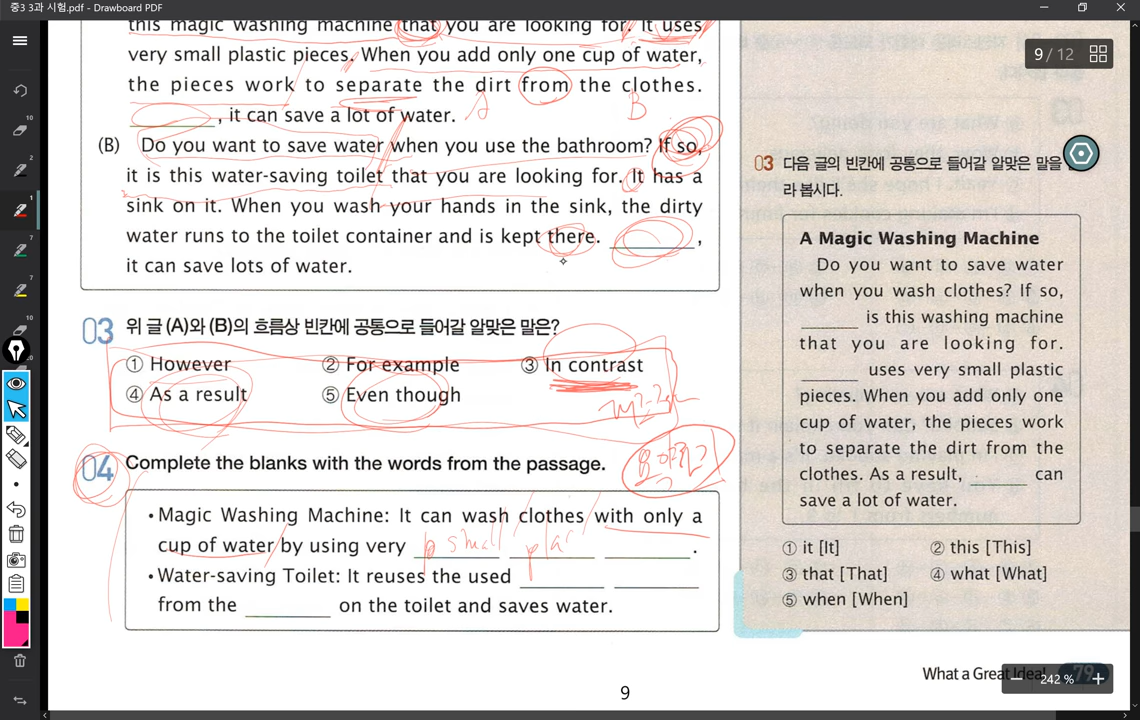 중3 3과 시험.pdf - Drawboard PDF
9 / 12
this magic washing machine that you are looking for. It uses
very small plastic pieces. When you add only one cup of water,
the pieces work to separate the dirt from the clothes.
________, it can save a lot of water.
A
B
(B) Do you want to save water when you use the bathroom? If so,
it is this water-saving toilet that you are looking for. It has a
sink on it. When you wash your hands in the sink, the dirty
water runs to the toilet container and is kept there. ________,
it can save lots of water.
03 위 글 (A)와 (B)의 흐름상 빈칸에 공통으로 들어갈 알맞은 말은?
① However ② For example ③ In contrast
④ As a result ⑤ Even though
04 Complete the blanks with the words from the passage.
• Magic Washing Machine: It can wash clothes with only a
cup of water by using very ________ ________ ________.
small
• Water-saving Toilet: It reuses the used ________ ________
from the ________ on the toilet and saves water.
03 다음 글의 빈칸에 공통으로 들어갈 알맞은 말을
라 봅시다.
A Magic Washing Machine
Do you want to save water
when you wash clothes? If so,
________ is this washing machine
that you are looking for.
________ uses very small plastic
pieces. When you add only one
cup of water, the pieces work
to separate the dirt from the
clothes. As a result, ________ can
save a lot of water.
① it [It] ② this [This]
③ that [That] ④ what [What]
⑤ when [When]
What a Great Idea! 79
242 %
9